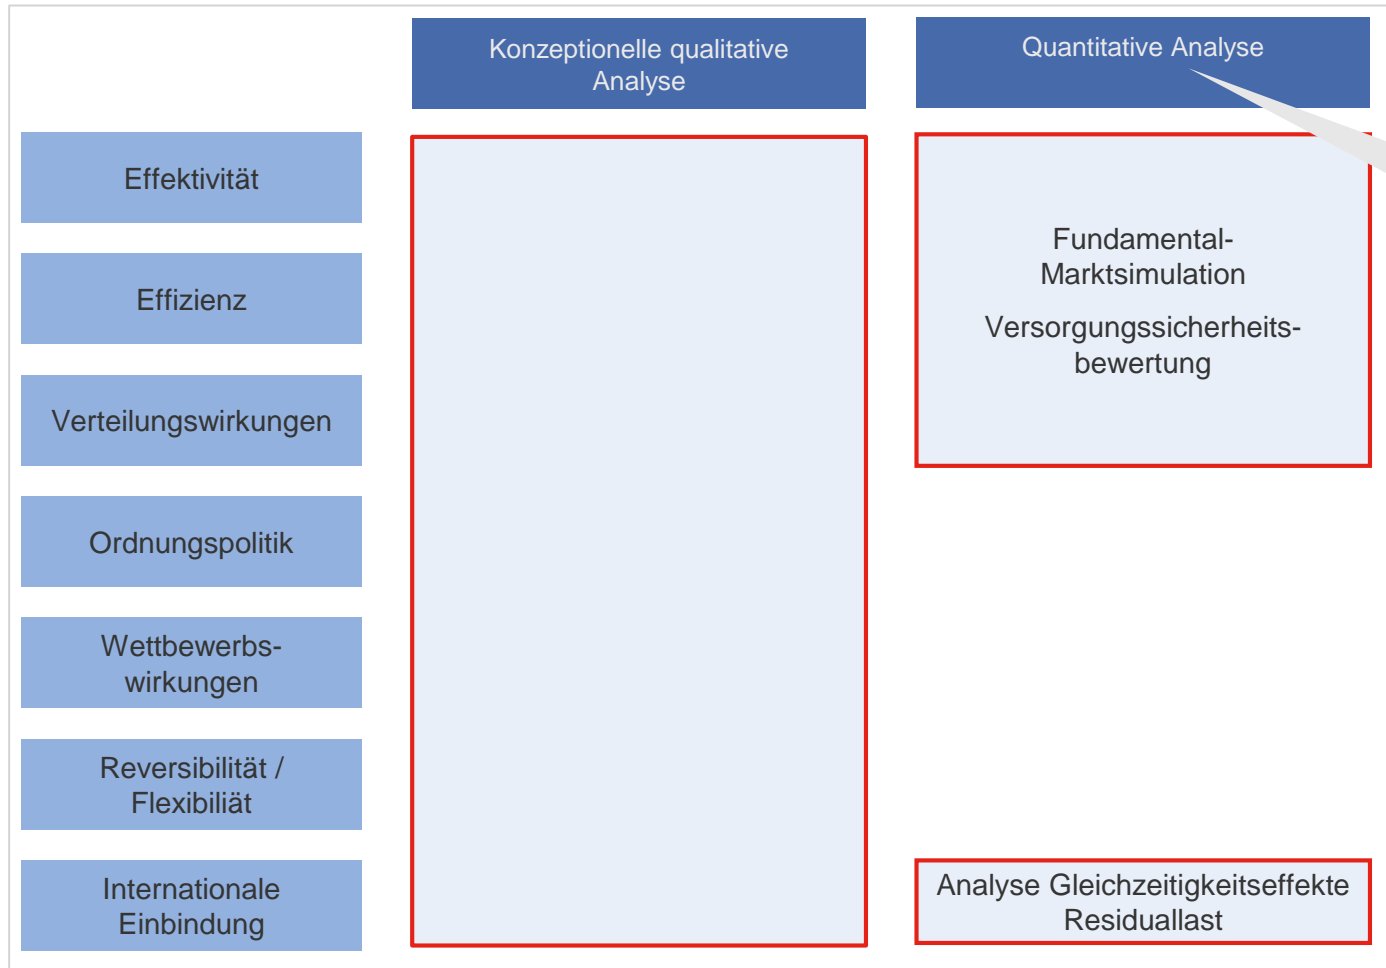 Konzeptionelle qualitative
Analyse
Quantitative Analyse
Effektivität
Effizienz
Verteilungswirkungen
Ordnungspolitik
Wettbewerbs-
wirkungen
Reversibilität /
Flexibiliät
Internationale
Einbindung
Fundamental-
Marktsimulation
Versorgungssicherheits-
bewertung
Analyse Gleichzeitigkeitseffekte
Residuallast